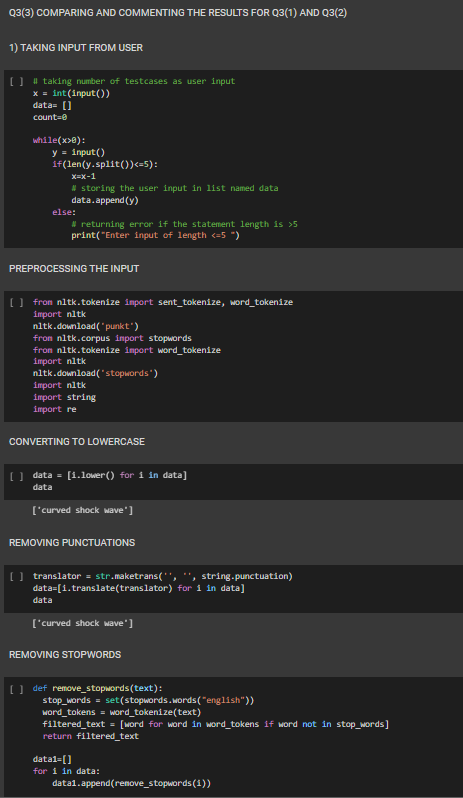 Q3(3) COMPARING AND COMMENTING THE RESULTS FOR Q3(1) AND Q3(2)
1) TAKING INPUT FROM USER
[ ] # taking number of testcases as user input
x = int(input())
data= []
count=0
while(x>0):
y = input()
if(len(y.split())<=5):
x=x-1
# storing the user input in list named data
data.append(y)
else:
# returning error if the statement length is >5
print("Enter input of length <=5 ")
PREPROCESSING THE INPUT
[ ] from nltk.tokenize import sent_tokenize, word_tokenize
import nltk
nltk.download('punkt')
from nltk.corpus import stopwords
from nltk.tokenize import word_tokenize
import nltk
nltk.download('stopwords')
import nltk
import string
import re
CONVERTING TO LOWERCASE
[ ] data = [i.lower() for i in data]
data
['curved shock wave']
REMOVING PUNCTUATIONS
[ ] translator = str.maketrans('', '', string.punctuation)
data=[i.translate(translator) for i in data]
data
['curved shock wave']
REMOVING STOPWORDS
[ ] def remove_stopwords(text):
stop_words = set(stopwords.words("english"))
word_tokens = word_tokenize(text)
filtered_text = [word for word in word_tokens if word not in stop_words]
return filtered_text
data1=[]
for i in data:
data1.append(remove_stopwords(i))